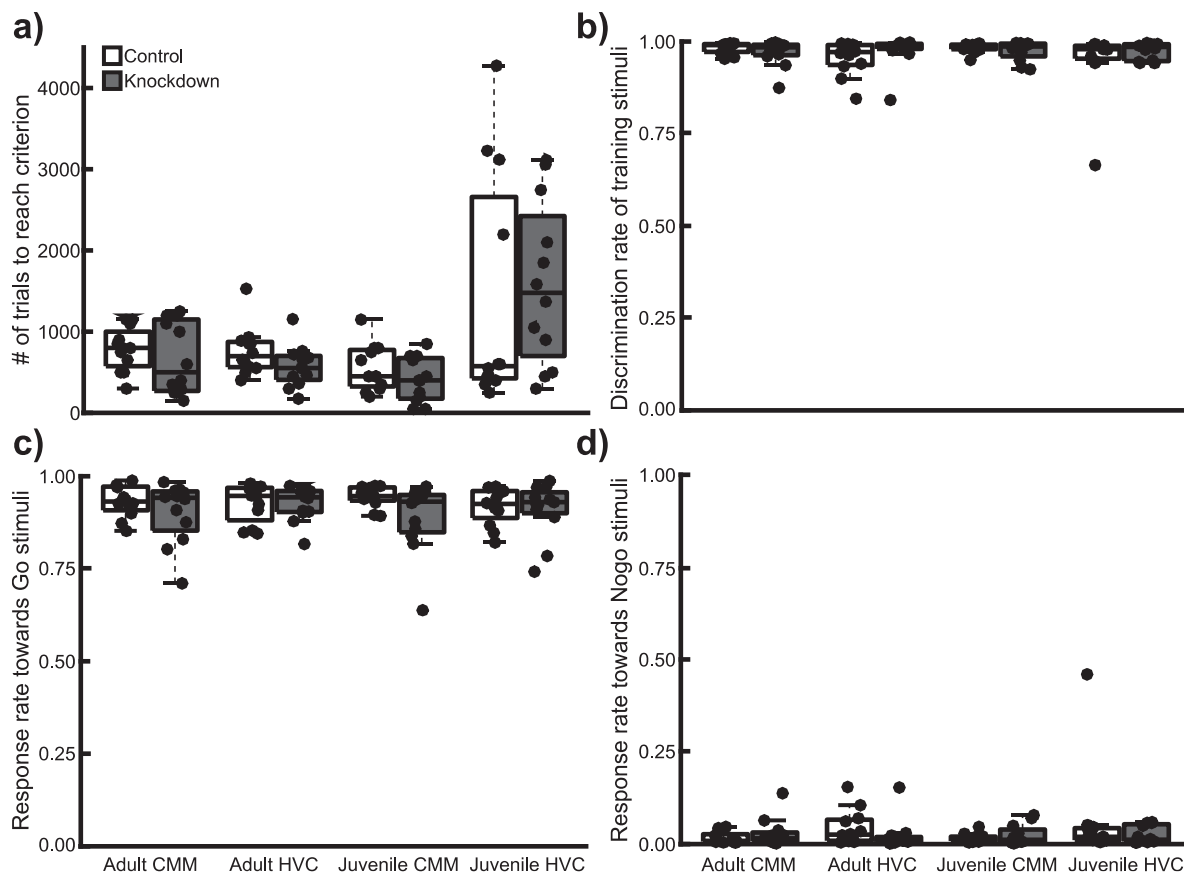 a)
Control
Knockdown
# of trials to reach criterion
4000
3000
2000
1000
0
b)
Discrimination rate of training stimuli
1.00
0.75
0.50
0.25
0.00
c)
Response rate towards Go stimuli
1.00
0.75
0.50
0.25
0.00
Adult CMM Adult HVC Juvenile CMM Juvenile HVC
d)
Response rate towards Nogo stimuli
1.00
0.75
0.50
0.25
0.00
Adult CMM Adult HVC Juvenile CMM Juvenile HVC